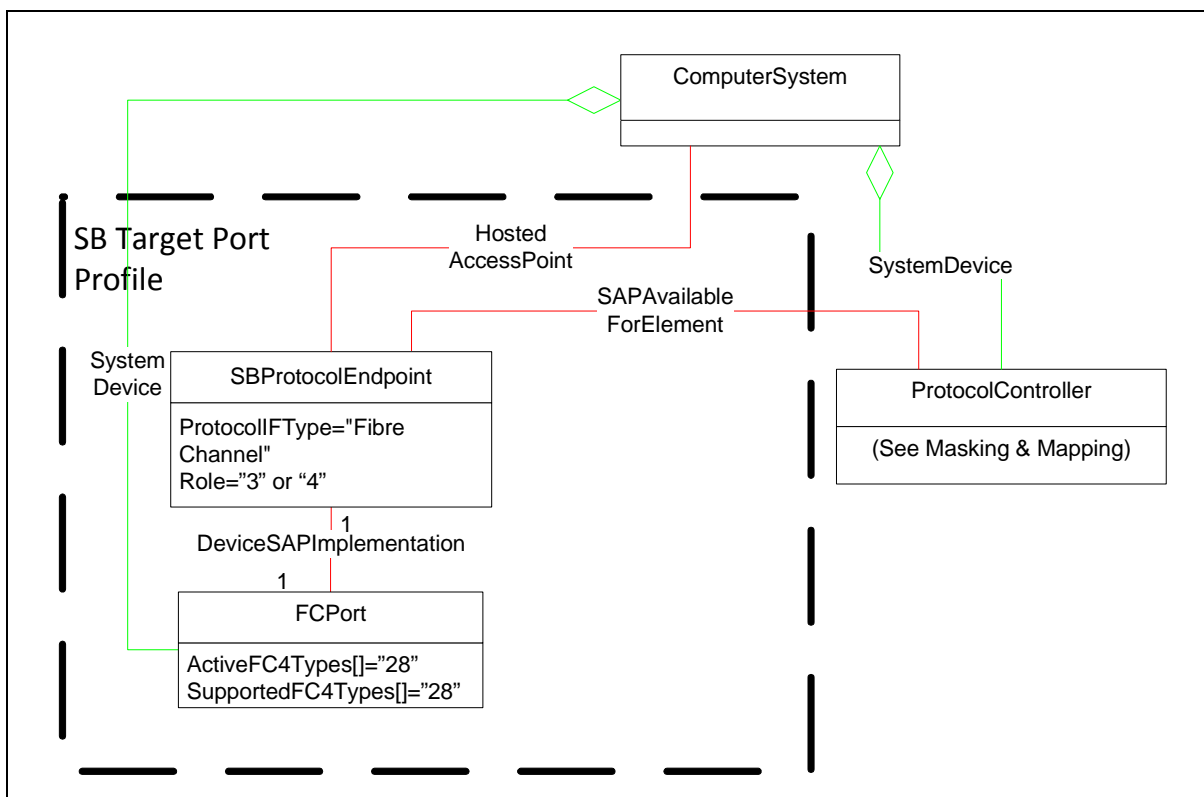 ComputerSystem
SB Target Port
Profile
Hosted
AccessPoint
SystemDevice
SAPAvailable
ForElement
System
Device
SBProtocolEndpoint
ProtocolIFType="Fibre
Channel"
Role=”3” or “4”
ProtocolController
(See Masking & Mapping)
1
DeviceSAPImplementation
1
FCPort
ActiveFC4Types[]=”28”
SupportedFC4Types[]=”28”